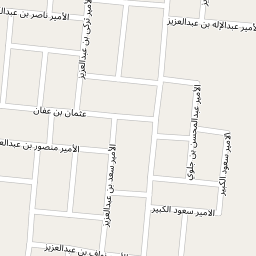 الأمير ناصر بن عبدالعزيز
الأمير عبدالإله بن عبدالعزيز
الأمير تركي بن عبدالعزيز
الأمير عبدالمحسن بن جلوي
عثمان بن عفان
الأمير منصور بن عبدالعزيز
الأمير سعد بن عبدالعزيز
الأمير سعود الكبير
الأمير سعود الكبير
نواف بن عبدالعزيز